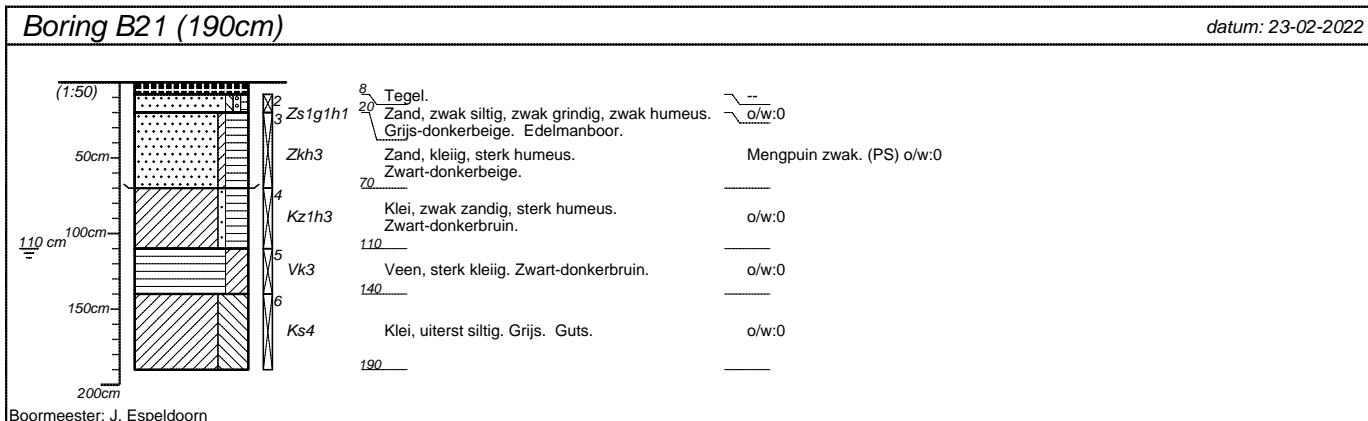 Boring B21 (190cm)
datum: 23-02-2022
(1:50)
8 Tegel. --
2 Zs1g1h1 20 Zand, zwak siltig, zwak grindig, zwak humeus. o/w:0
Grijs-donkerbeige. Edelmanboor.
3
50cm Zkh3 Zand, kleiig, sterk humeus. Mengpuin zwak. (PS) o/w:0
Zwart-donkerbeige.
70
4
Kz1h3 Klei, zwak zandig, sterk humeus. o/w:0
Zwart-donkerbruin.
100cm
110 cm 110
5
Vk3 Veen, sterk kleiig. Zwart-donkerbruin. o/w:0
140
6
150cm
Ks4 Klei, uiterst siltig. Grijs. Guts. o/w:0
190
200cm
Boormeester: J. Espeldoorn